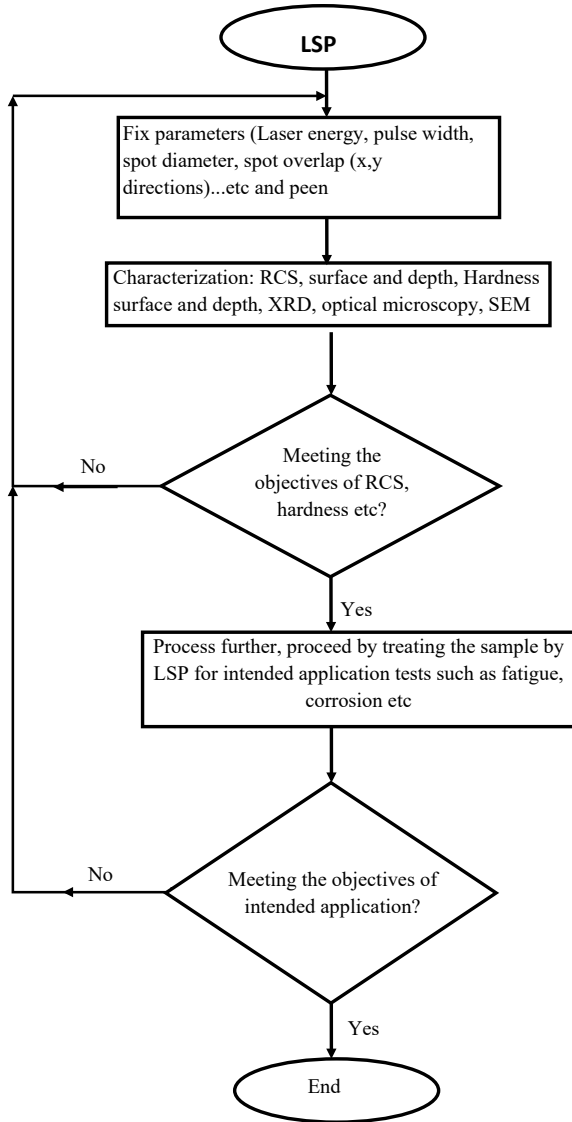 LSP
Fix parameters (Laser energy, pulse width,
spot diameter, spot overlap (x,y
directions)...etc and peen
Characterization: RCS, surface and depth, Hardness
surface and depth, XRD, optical microscopy, SEM
Meeting the
objectives of RCS,
hardness etc?
No
Yes
Process further, proceed by treating the sample by
LSP for intended application tests such as fatigue,
corrosion etc
Meeting the objectives of
intended application?
No
Yes
End